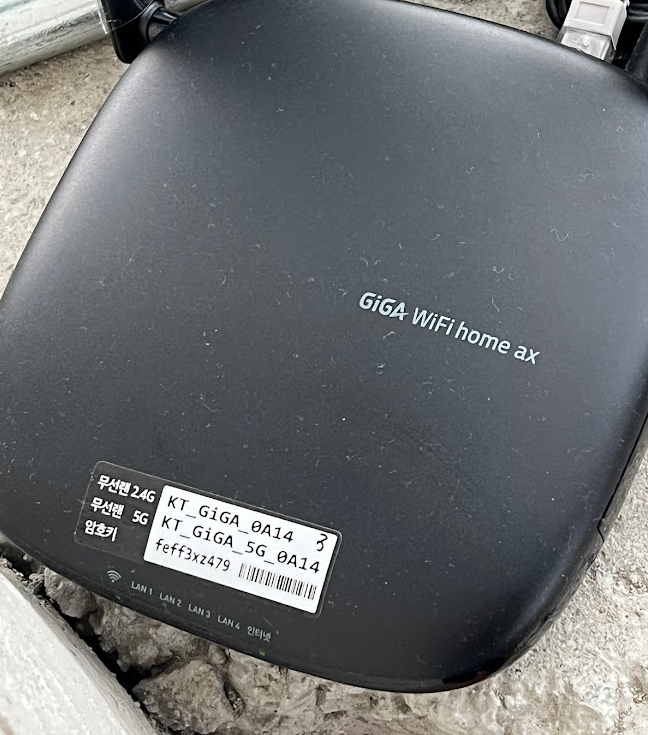 GiGA WiFi home ax
무선랜 2.4G KT_GiGA_0A14 3
무선랜 5G KT_GiGA_5G_0A14
암호키 feff3xz479
LAN 1 LAN 2 LAN 3 LAN 4 인터넷